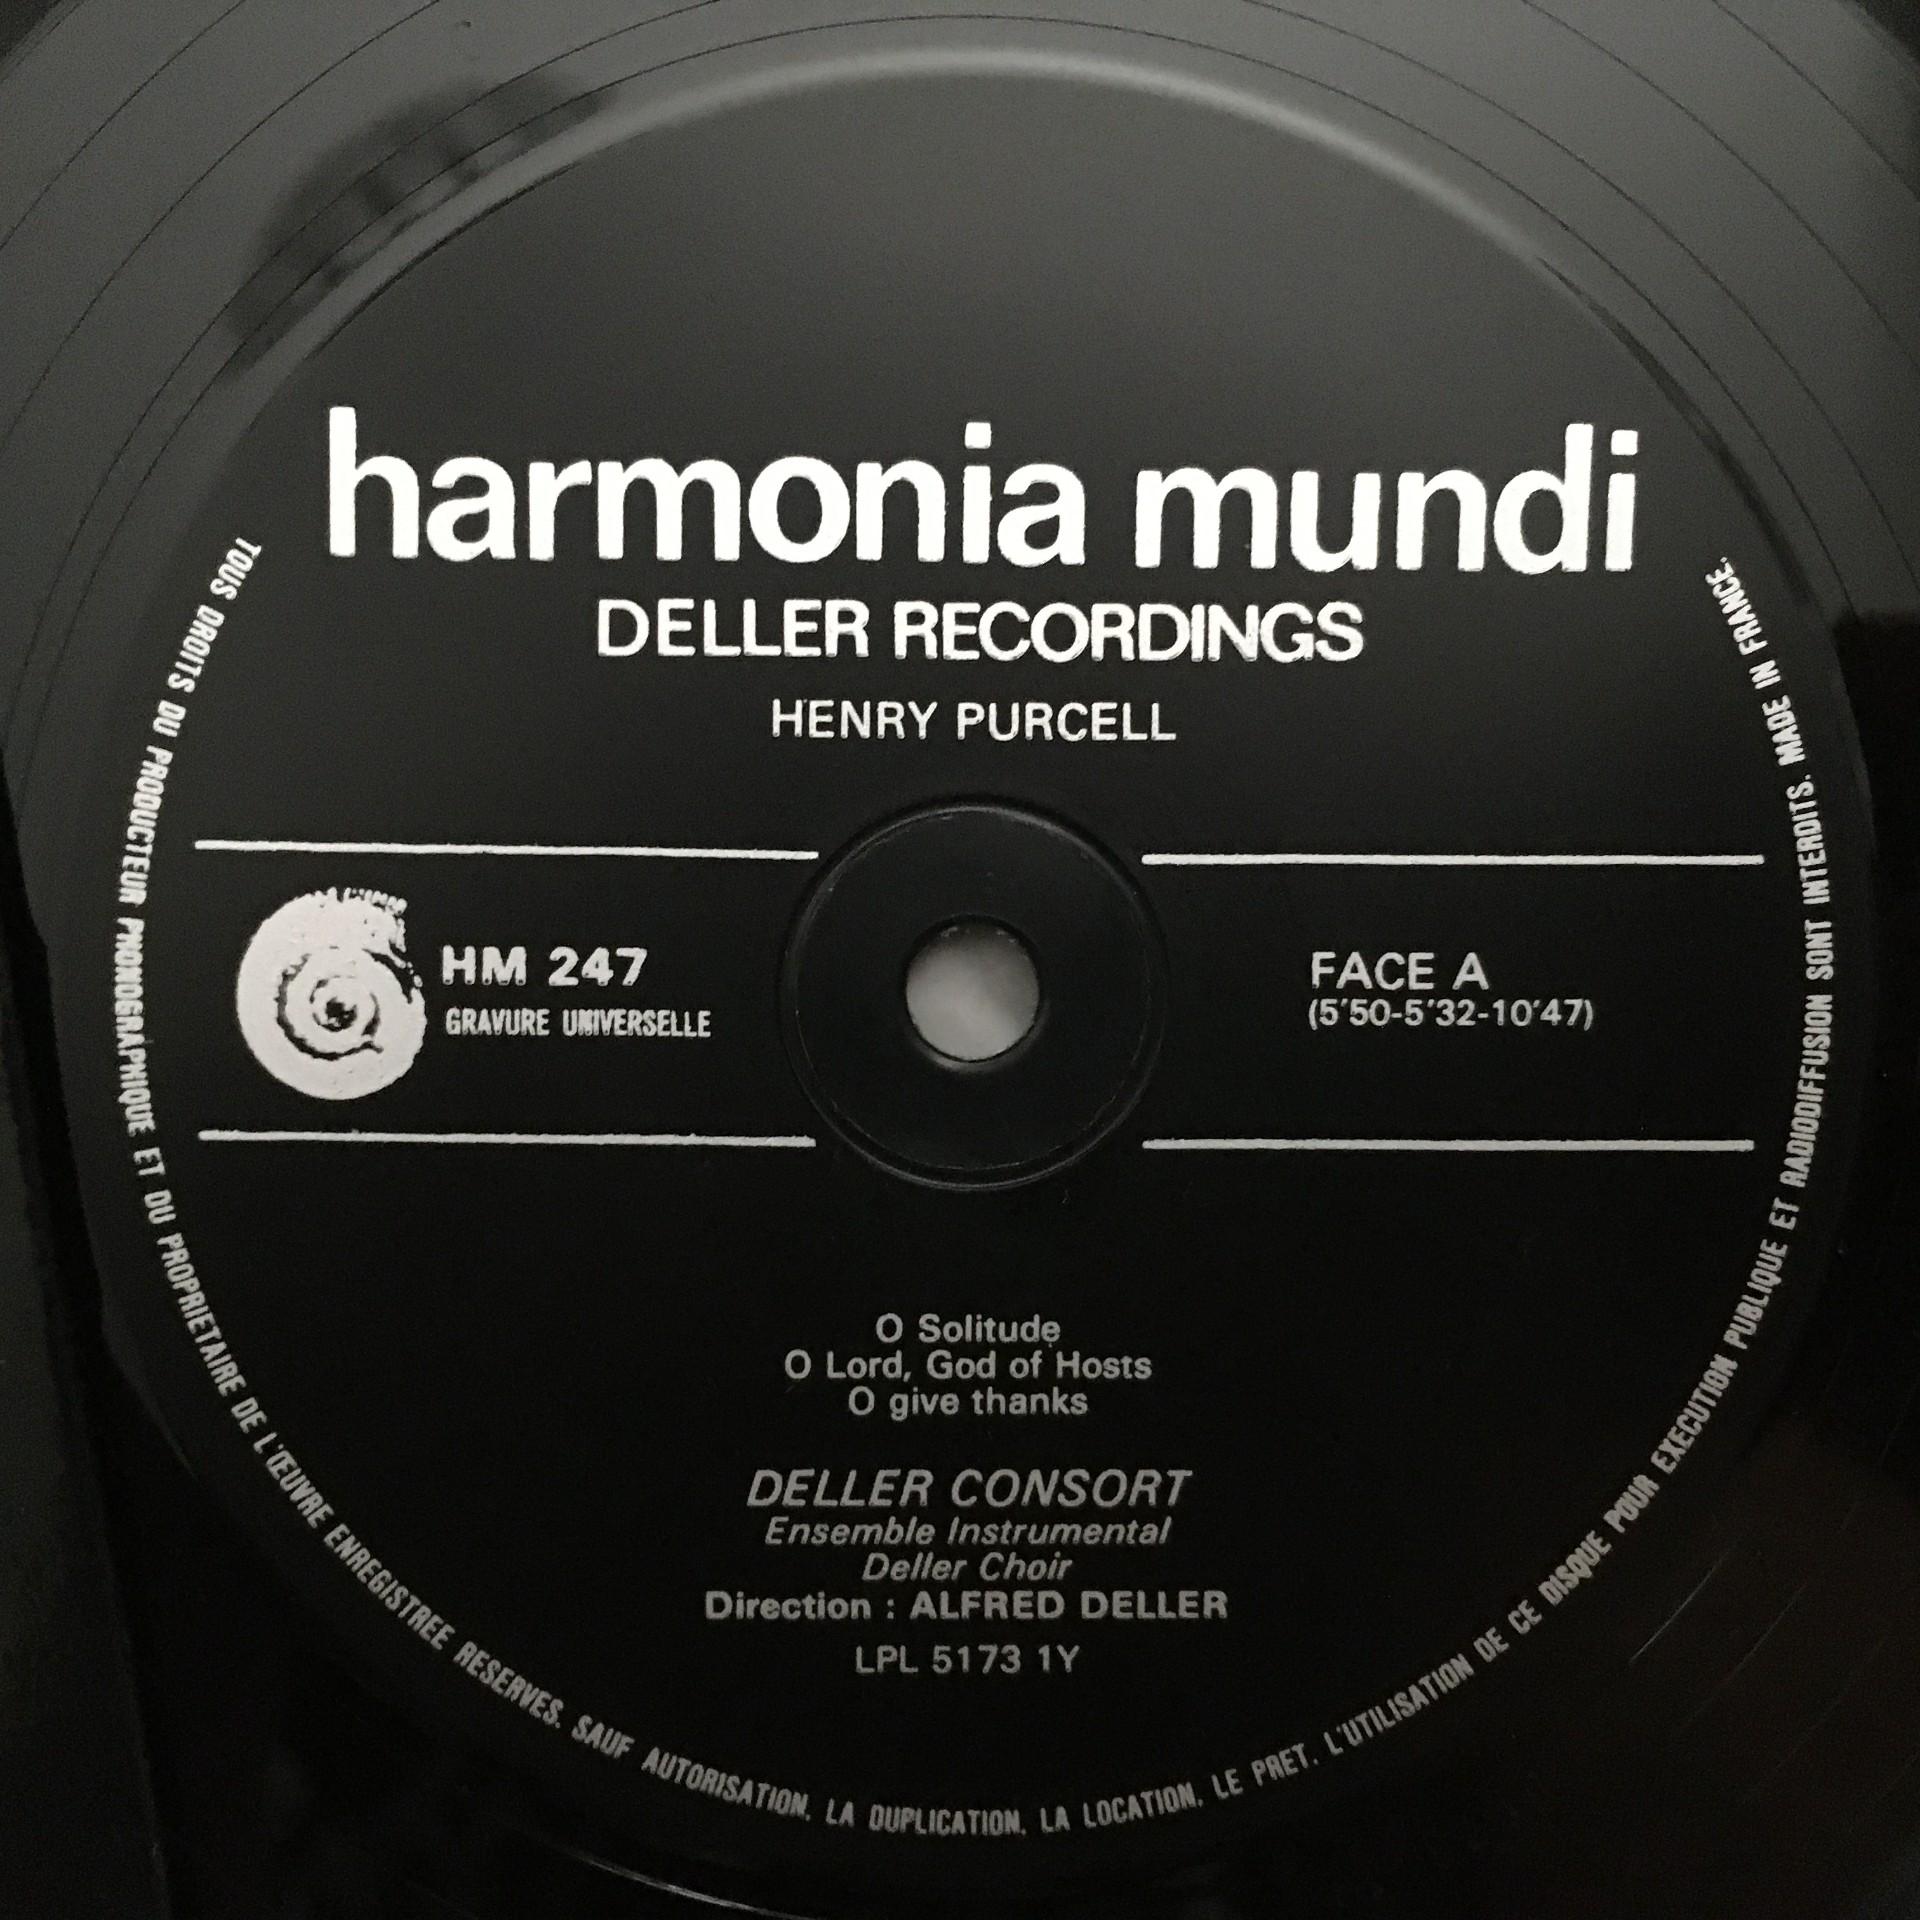 harmonia mundi
DELLER RECORDINGS
HENRY PURCELL
HM 247
GRAVURE UNIVERSELLE
FACE A
(5'50-5'32-10'47)
O Solitude
O Lord, God of Hosts
O give thanks
DELLER CONSORT
Ensemble Instrumental
Deller Choir
Direction : ALFRED DELLER
LPL 5173 1Y
TOUS DROITS DU PRODUCTEUR PHONOGRAPHIQUE ET DU PROPRIETAIRE DE L'ŒUVRE ENREGISTREE RESERVES. SAUF AUTORISATION, LA DUPLICATION, LA LOCATION, LE PRET, L'UTILISATION DE CE DISQUE POUR EXECUTION PUBLIQUE ET RADIODIFFUSION SONT INTERDITS. MADE IN FRANCE.